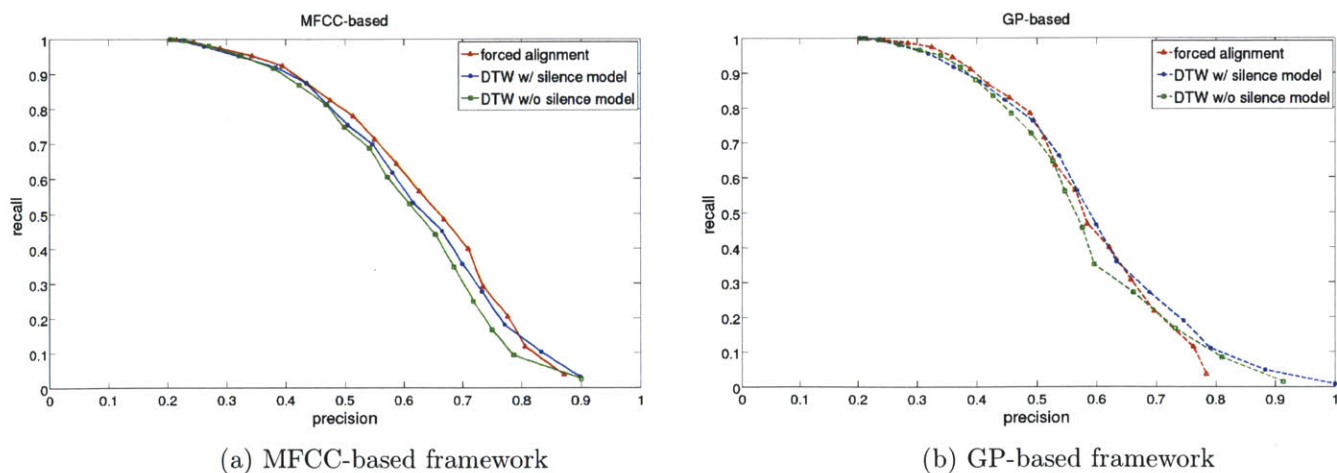 MFCC-based
1
0.9
0.8
0.7
0.6
0.5
0.4
0.3
0.2
0.1
0
recall
forced alignment
DTW w/ silence model
DTW w/o silence model
0 0.1 0.2 0.3 0.4 0.5 0.6 0.7 0.8 0.9 1
precision
(a) MFCC-based framework
GP-based
1
0.9
0.8
0.7
0.6
0.5
0.4
0.3
0.2
0.1
0
recall
forced alignment
DTW w/ silence model
DTW w/o silence model
0 0.1 0.2 0.3 0.4 0.5 0.6 0.7 0.8 0.9 1
precision
(b) GP-based framework